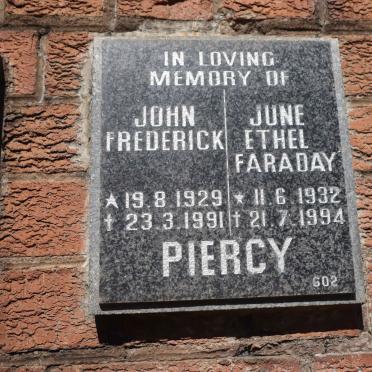 IN LOVING
MEMORY OF
JOHN
FREDERICK
★ 19.8.1929
† 23.3.1991
JUNE
ETHEL
FARADAY
★ 11.6.1932
† 21.7.1994
PIERCY
602